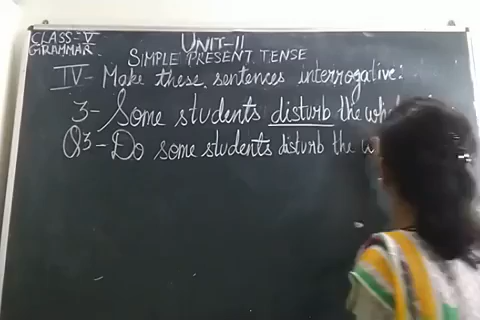 CLASS-V
GRAMMAR
UNIT-II
SIMPLE PRESENT TENSE
IV- Make these sentences interrogative:
3- Some students disturb the
Q3- Do some students disturb the